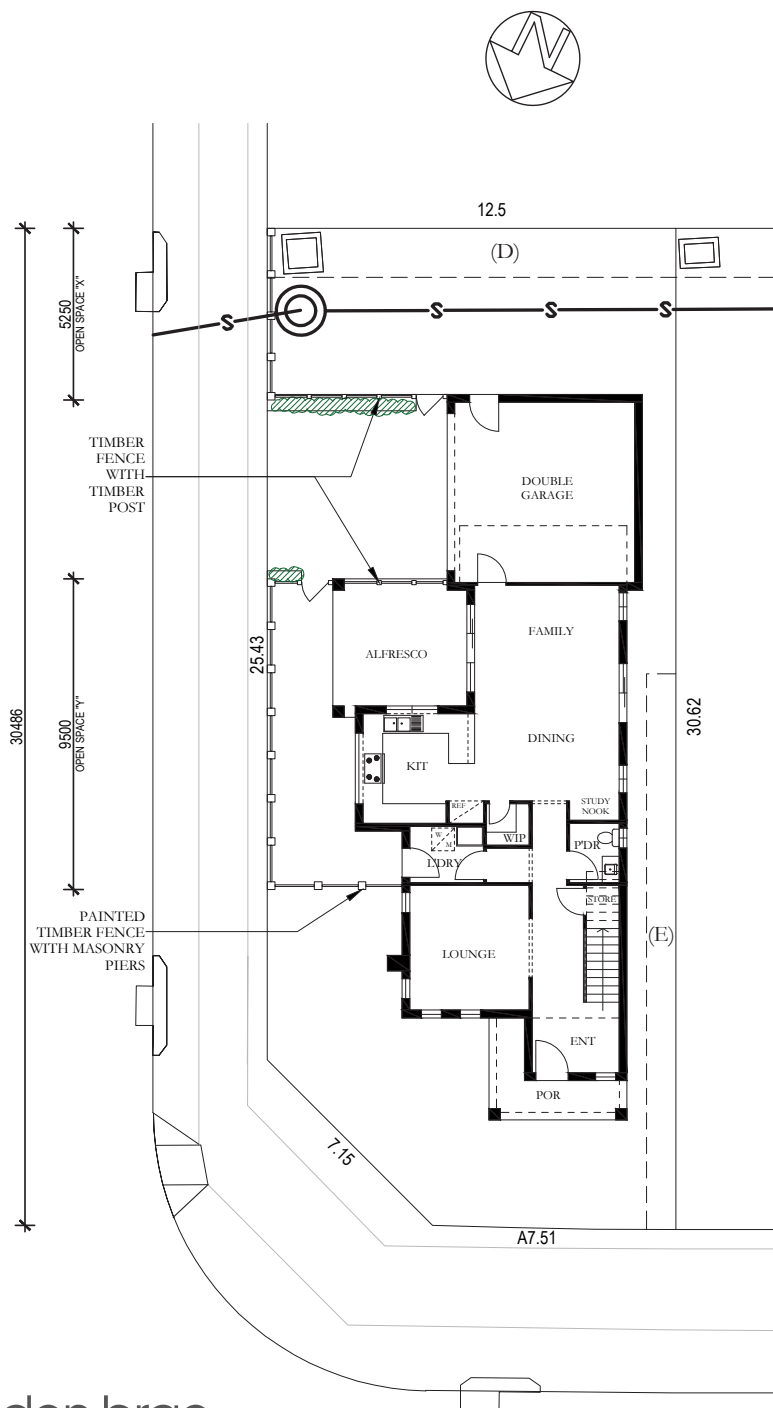 N
12.5
(D)
5250
OPEN SPACE "X"
S
S
S
S
TIMBER
FENCE
WITH
TIMBER
POST
DOUBLE
GARAGE
FAMILY
ALFRESCO
25.43
30486
9500
OPEN SPACE "Y"
30.62
DINING
KIT
STUDY
NOOK
REF
WIP
P'DR
W
M
L'DRY
STORE
PAINTED
TIMBER FENCE
WITH MASONRY
PIERS
(E)
LOUNGE
ENT
POR
7.15
A7.51